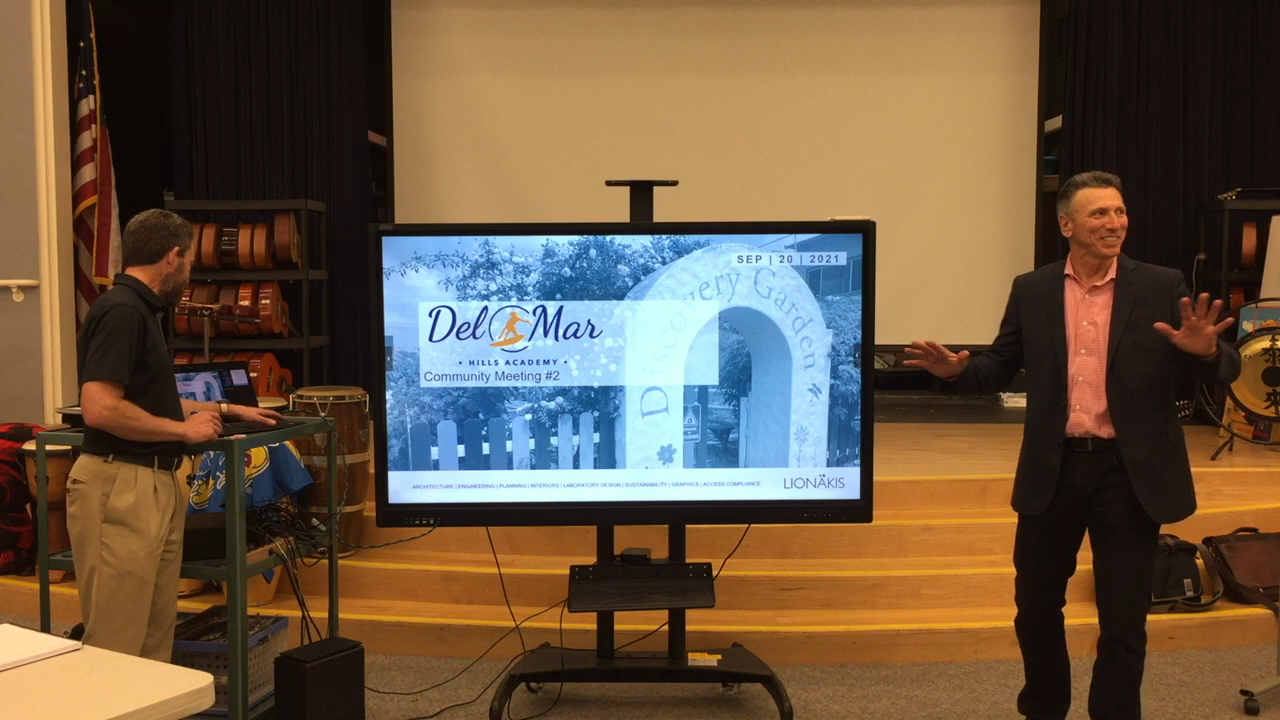 SEP | 20 | 2021
Discovery Garden
Del Mar
• HILLS ACADEMY •
Community Meeting #2
ARCHITECTURE | ENGINEERING | PLANNING | INTERIORS | LABORATORY DESIGN | SUSTAINABILITY | GRAPHICS | ACCESS COMPLIANCE
LIONAKIS